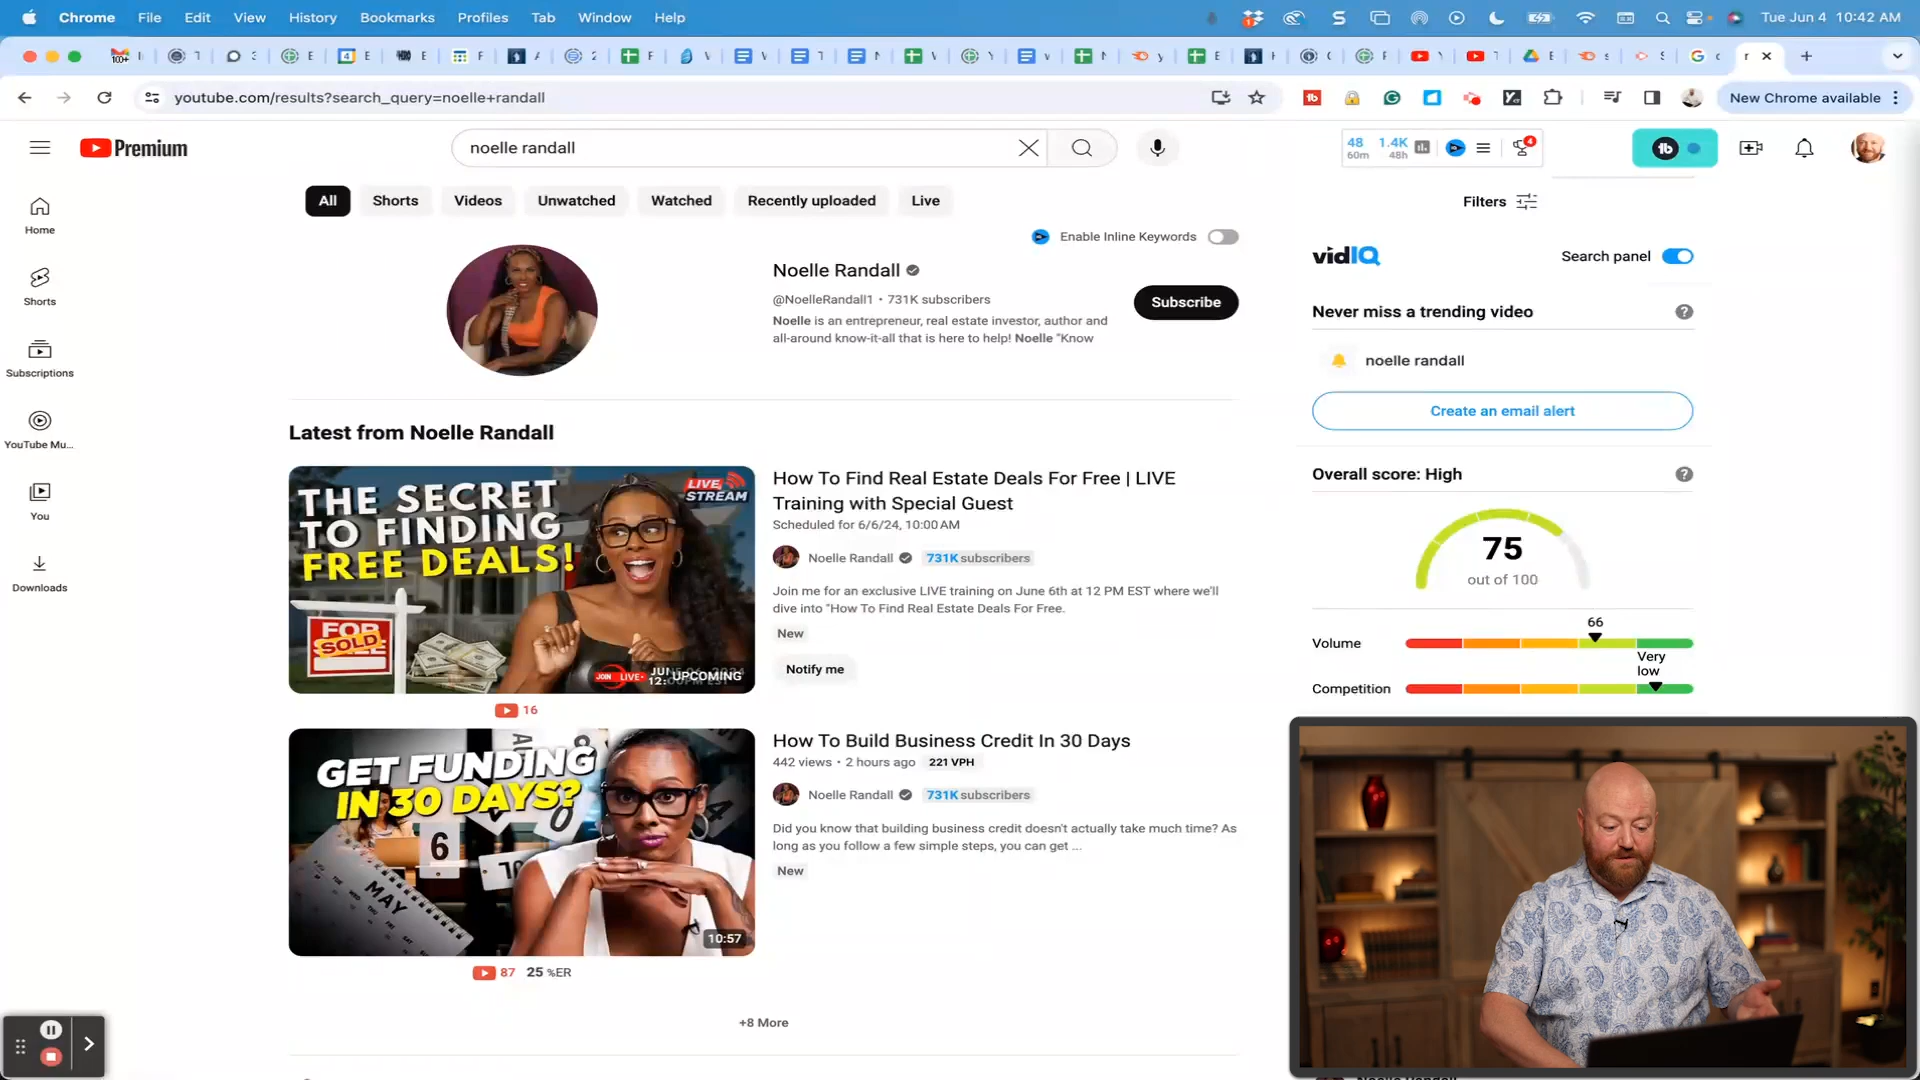 Chrome File Edit View History Bookmarks Profiles Tab Window Help
Tue Jun 4 10:42 AM
youtube.com/results?search_query=noelle+randall
New Chrome available
Premium
noelle randall
48 60m
1.4K 48h
4
All Shorts Videos Unwatched Watched Recently uploaded Live
Filters
Home
Shorts
Subscriptions
YouTube Mu...
You
Downloads
Enable Inline Keywords
Noelle Randall
@NoelleRandall1 • 731K subscribers
Noelle is an entrepreneur, real estate investor, author and
all-around know-it-all that is here to help! Noelle "Know
Subscribe
vidIQ
Search panel
Never miss a trending video
noelle randall
Create an email alert
Overall score: High
75
out of 100
66
Volume
Very
low
Competition
Latest from Noelle Randall
THE SECRET
TO FINDING
FREE DEALS!
LIVE
STREAM
FOR
SOLD
JOIN LIVE
UPCOMING
16
How To Find Real Estate Deals For Free | LIVE
Training with Special Guest
Scheduled for 6/6/24, 10:00 AM
Noelle Randall 731K subscribers
Join me for an exclusive LIVE training on June 6th at 12 PM EST where we'll
dive into "How To Find Real Estate Deals For Free.
New
Notify me
GET FUNDING
IN 30 DAYS?
6
MAY
10:57
87 25 %ER
How To Build Business Credit In 30 Days
442 views • 2 hours ago 221 VPH
Noelle Randall 731K subscribers
Did you know that building business credit doesn't actually take much time? As
long as you follow a few simple steps, you can get ...
New
+8 More